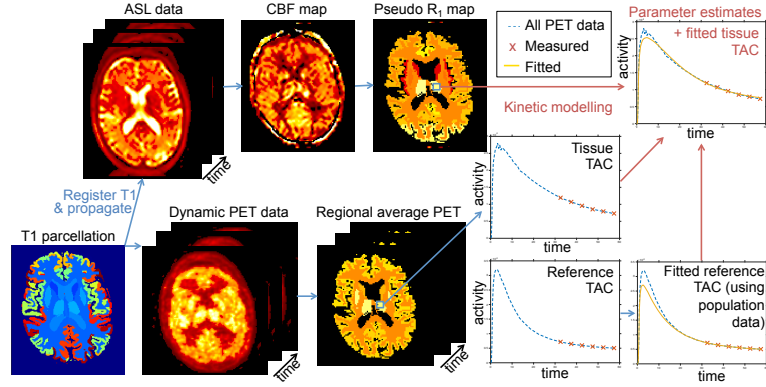 ASL data
CBF map
Pseudo R1 map
All PET data
Measured
Fitted
Parameter estimates
+ fitted tissue
TAC
activity
time
Kinetic modelling
time
Register T1
& propagate
Tissue
TAC
activity
time
T1 parcellation
Dynamic PET data
Regional average PET
time
time
Reference
TAC
activity
time
Fitted reference
TAC (using
population
data)
activity
time